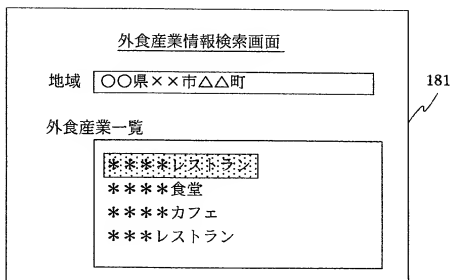 外食産業情報検索画面
地域 ○○県××市△△町
181
外食産業一覧
＊＊＊＊レストラン
＊＊＊＊食堂
＊＊＊＊カフェ
＊＊＊レストラン